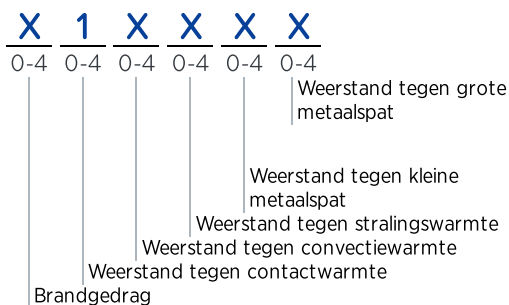 X 1 X X X X
0-4 0-4 0-4 0-4 0-4 0-4
Weerstand tegen grote
metaalspat
Weerstand tegen kleine
metaalspat
Weerstand tegen stralingswarmte
Weerstand tegen convectiewarmte
Weerstand tegen contactwarmte
Brandgedrag